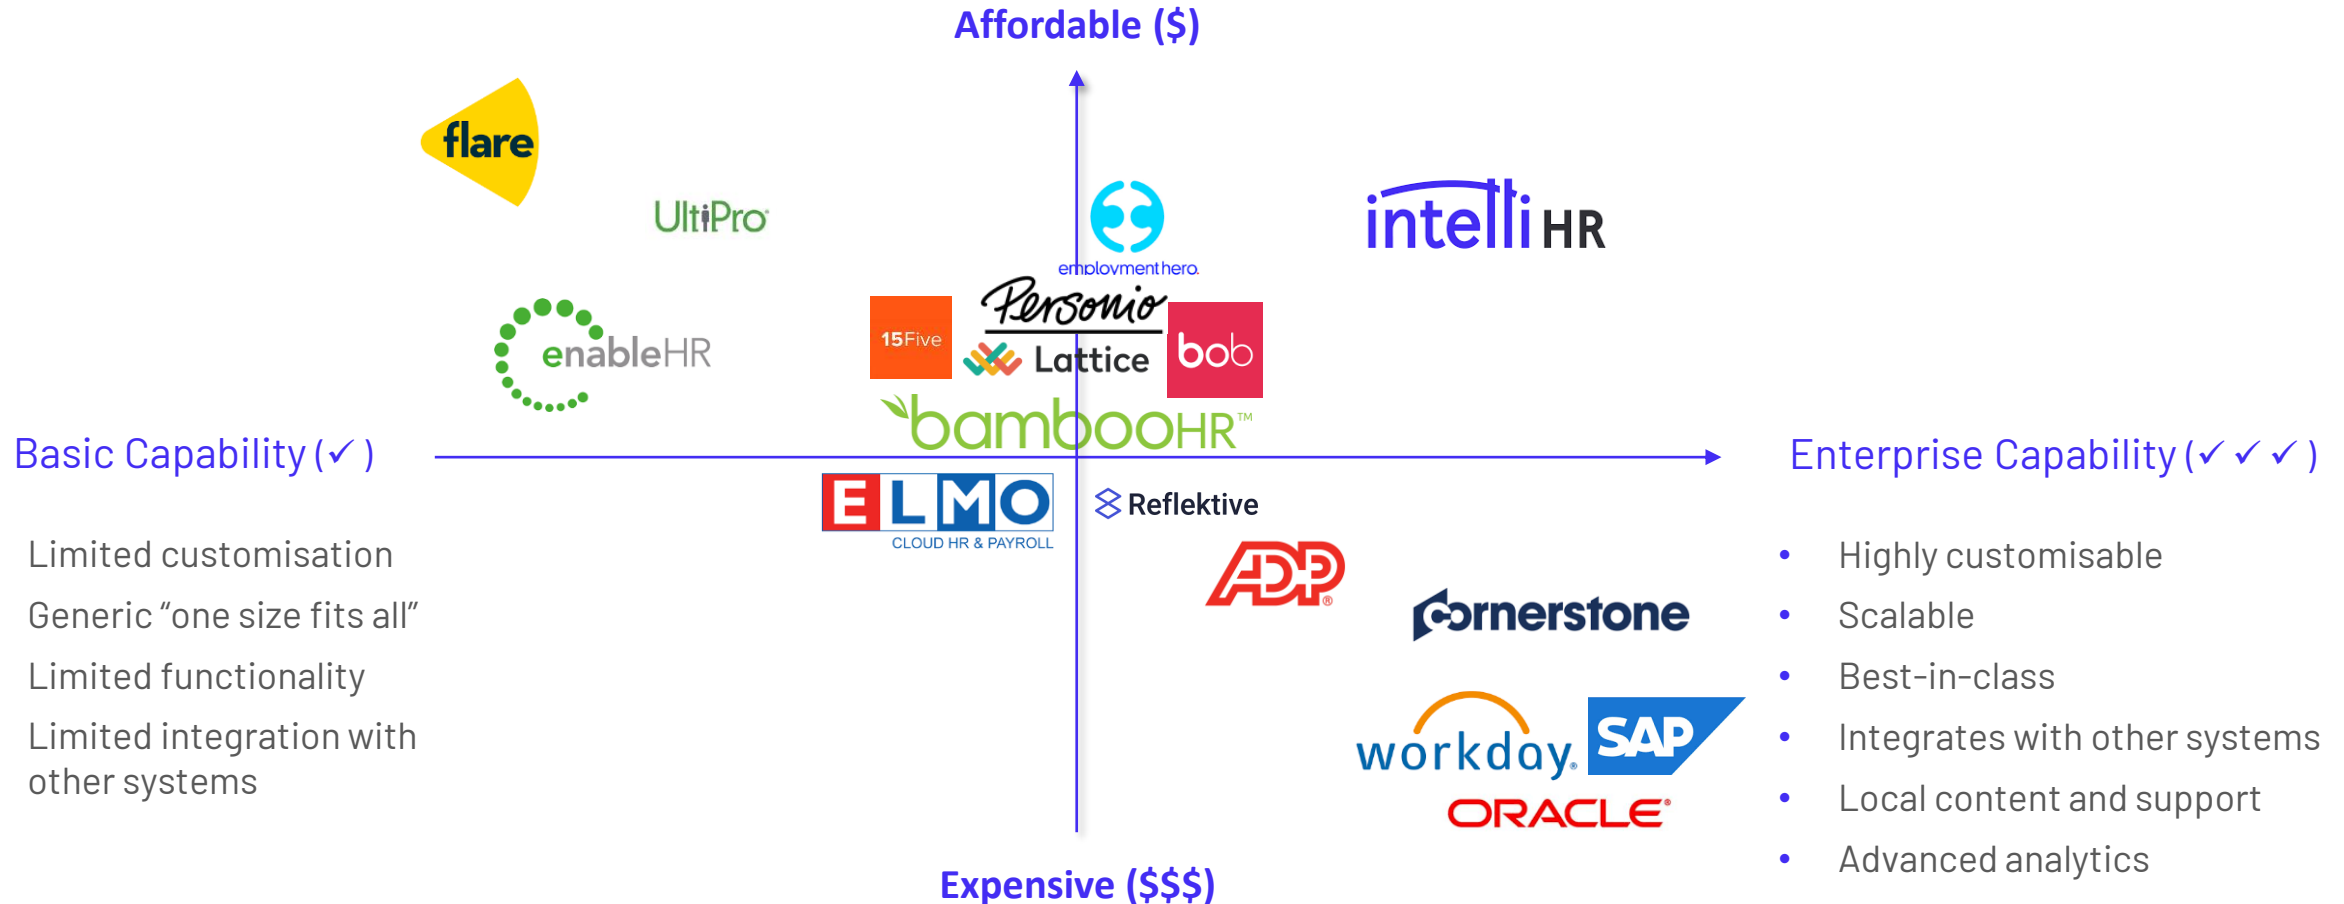 Affordable ($)
flare
UltiPro
employment hero.
intelli HR
Personio
15Five
Lattice
bob
enableHR
bambooHR™
Basic Capability (✓)
Enterprise Capability (✓ ✓ ✓)
ELMO
CLOUD HR & PAYROLL
Reflektive
ADP®
cornerstone
workday®
SAP
ORACLE®
Limited customisation
Generic “one size fits all”
Limited functionality
Limited integration with
other systems
• Highly customisable
• Scalable
• Best-in-class
• Integrates with other systems
• Local content and support
• Advanced analytics
Expensive ($$$)